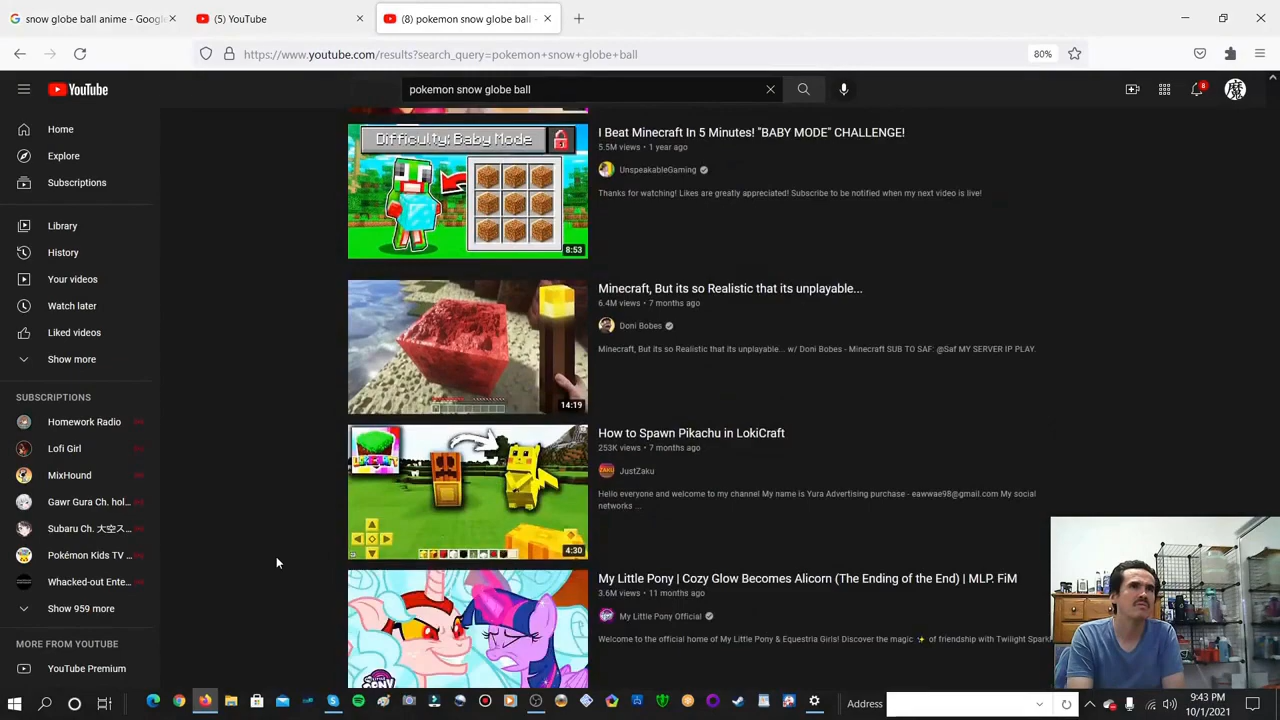 snow globe ball anime - Google
(5) YouTube
(8) pokemon snow globe ball -
https://www.youtube.com/results?search_query=pokemon+snow+globe+ball
80%
YouTube
pokemon snow globe ball
8
魔
Home
Explore
Subscriptions
Library
History
Your videos
Watch later
Liked videos
Show more
SUBSCRIPTIONS
Homework Radio
Lofi Girl
MixHound
Gawr Gura Ch. hol...
Subaru Ch. 大空ス...
Pokémon Kids TV ...
Whacked-out Ente...
Show 959 more
MORE FROM YOUTUBE
YouTube Premium
Difficulty: Baby Mode
8:53
I Beat Minecraft In 5 Minutes! "BABY MODE" CHALLENGE!
5.5M views • 1 year ago
UnspeakableGaming
Thanks for watching! Likes are greatly appreciated! Subscribe to be notified when my next video is live!
14:19
Minecraft, But its so Realistic that its unplayable...
6.4M views • 7 months ago
Doni Bobes
Minecraft, But its so Realistic that its unplayable... w/ Doni Bobes - Minecraft SUB TO SAF: @Saf MY SERVER IP PLAY.
4:30
How to Spawn Pikachu in LokiCraft
253K views • 7 months ago
ZAKU
JustZaku
Hello everyone and welcome to my channel My name is Yura Advertising purchase - eawwae98@gmail.com My social
networks ...
My Little Pony
My Little Pony | Cozy Glow Becomes Alicorn (The Ending of the End) | MLP. FiM
3.6M views • 11 months ago
My Little Pony Official
Welcome to the official home of My Little Pony & Equestria Girls! Discover the magic ✨ of friendship with Twilight Spark
Address
9:43 PM
10/1/2021